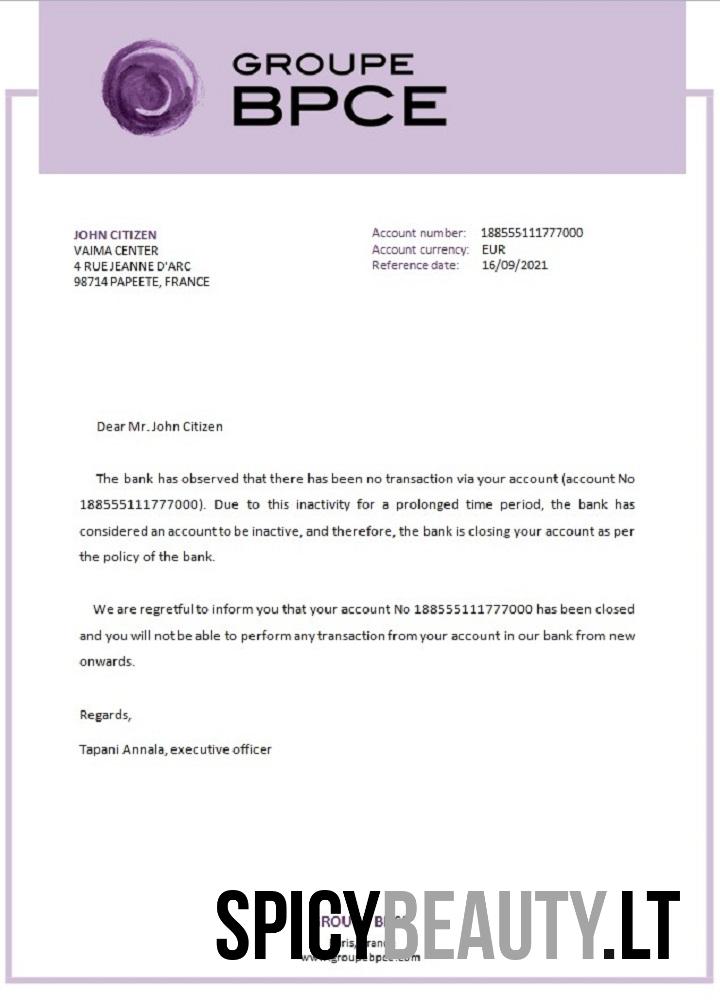 GROUPE
BPCE
JOHN CITIZEN
VAIMA CENTER
4 RUE JEANNE D'ARC
98714 PAPEETE, FRANCE
Account number: 188555111777000
Account currency: EUR
Reference date: 16/09/2021
Dear Mr. John Citizen
The bank has observed that there has been no transaction via your account (account No
188555111777000). Due to this inactivity for a prolonged time period, the bank has
considered an account to be inactive, and therefore, the bank is closing your account as per
the policy of the bank.
We are regretful to inform you that your account No 188555111777000 has been closed
and you will not be able to perform any transaction from your account in our bank from new
onwards.
Regards,
Tapani Annala, executive officer
SPICYBEAUTY.LT